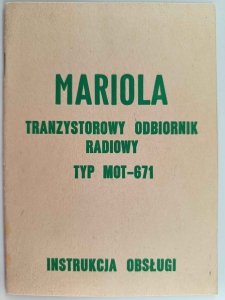 MARIOLA
TRANZYSTOROWY ODBIORNIK
RADIOWY
TYP MOT-671
INSTRUKCJA OBSŁUGI